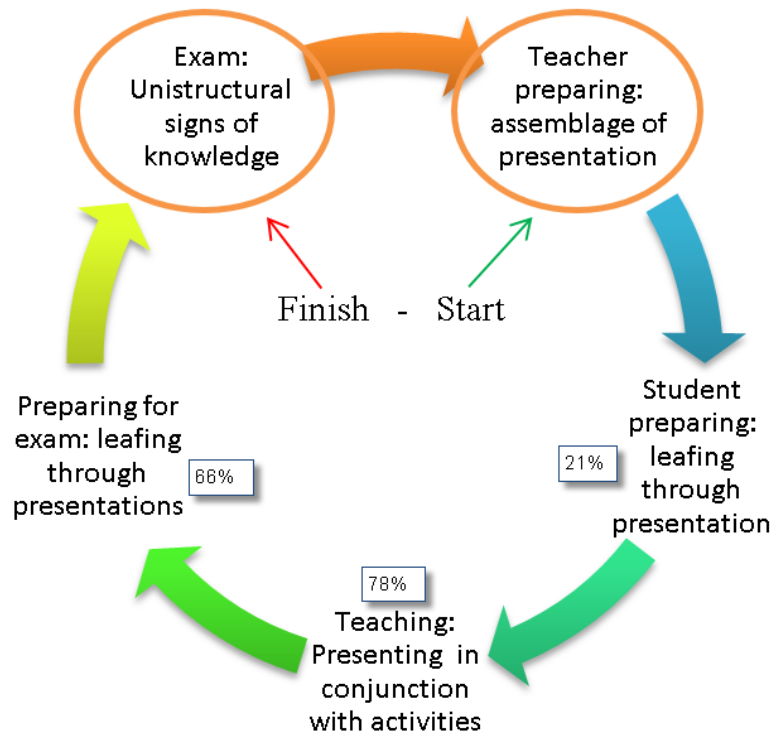 Exam:
Unistructural
signs of
knowledge
Teacher
preparing:
assemblage of
presentation
Finish - Start
Student
preparing:
leafing
through
presentation
21%
78%
Teaching:
Presenting in
conjunction
with activities
Preparing for
exam: leafing
through
presentations
66%